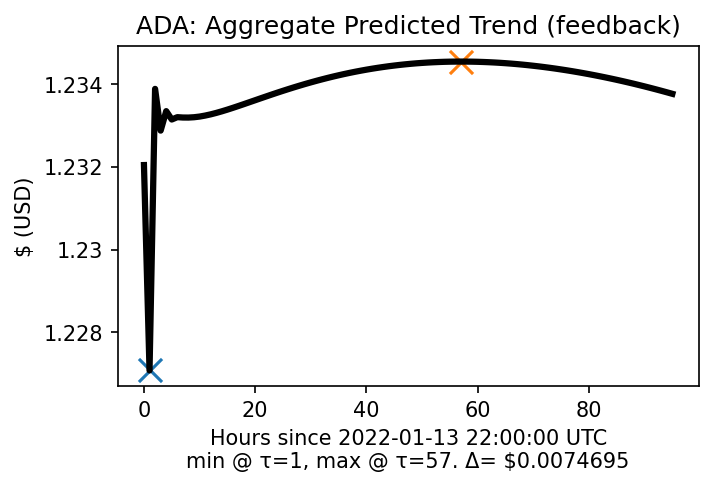 ADA: Aggregate Predicted Trend (feedback)
1.234
1.232
1.23
1.228
$ (USD)
0 20 40 60 80
Hours since 2022-01-13 22:00:00 UTC
min @ τ=1, max @ τ=57. Δ= $0.0074695